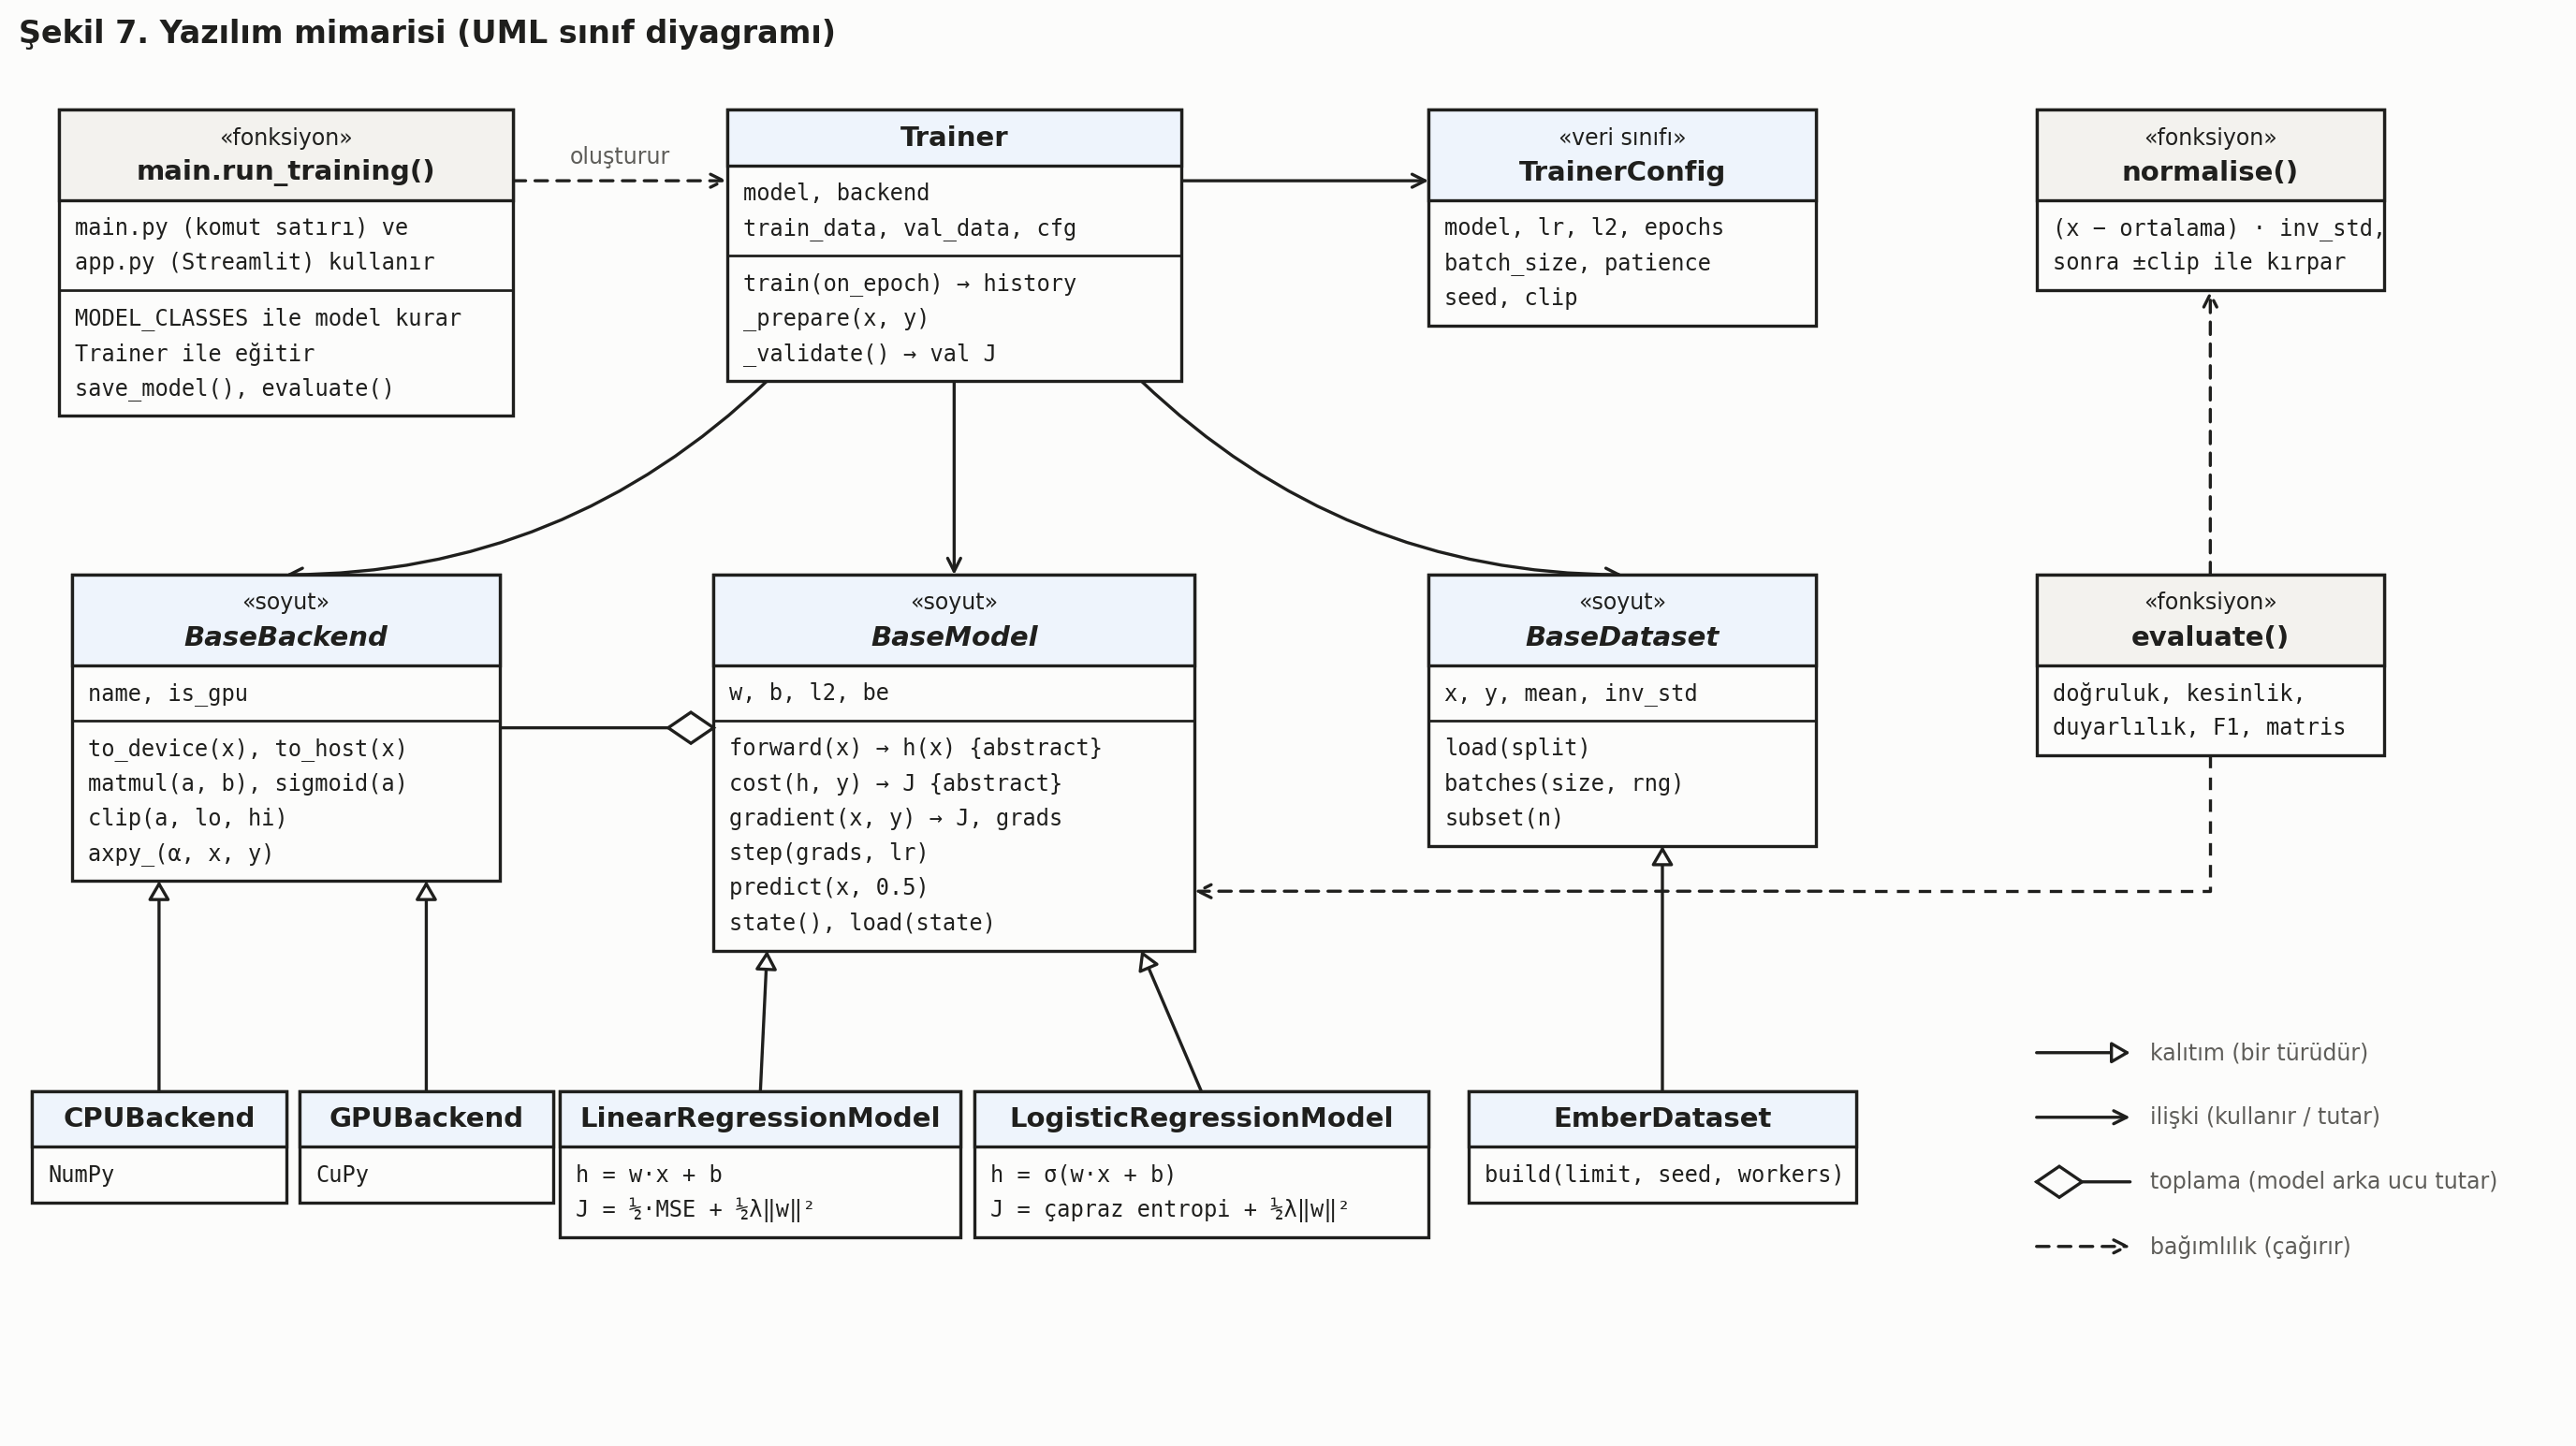 Şekil 7. Yazılım mimarisi (UML sınıf diyagramı)
«fonksiyon»
main.run_training()
main.py (komut satırı) ve
app.py (Streamlit) kullanır
MODEL_CLASSES ile model kurar
Trainer ile eğitir
save_model(), evaluate()
oluşturur
Trainer
model, backend
train_data, val_data, cfg
train(on_epoch) → history
_prepare(x, y)
_validate() → val J
«veri sınıfı»
TrainerConfig
model, lr, l2, epochs
batch_size, patience
seed, clip
«fonksiyon»
normalise()
(x − ortalama) · inv_std,
sonra ±clip ile kırpar
«soyut»
BaseBackend
name, is_gpu
to_device(x), to_host(x)
matmul(a, b), sigmoid(a)
clip(a, lo, hi)
axpy_(α, x, y)
«soyut»
BaseModel
w, b, l2, be
forward(x) → h(x) {abstract}
cost(h, y) → J {abstract}
gradient(x, y) → J, grads
step(grads, lr)
predict(x, 0.5)
state(), load(state)
«soyut»
BaseDataset
x, y, mean, inv_std
load(split)
batches(size, rng)
subset(n)
«fonksiyon»
evaluate()
doğruluk, kesinlik,
duyarlılık, F1, matris
CPUBackend
NumPy
GPUBackend
CuPy
LinearRegressionModel
h = w·x + b
J = ½·MSE + ½λ‖w‖²
LogisticRegressionModel
h = σ(w·x + b)
J = çapraz entropi + ½λ‖w‖²
EmberDataset
build(limit, seed, workers)
kalıtım (bir türüdür)
ilişki (kullanır / tutar)
toplama (model arka ucu tutar)
bağımlılık (çağırır)